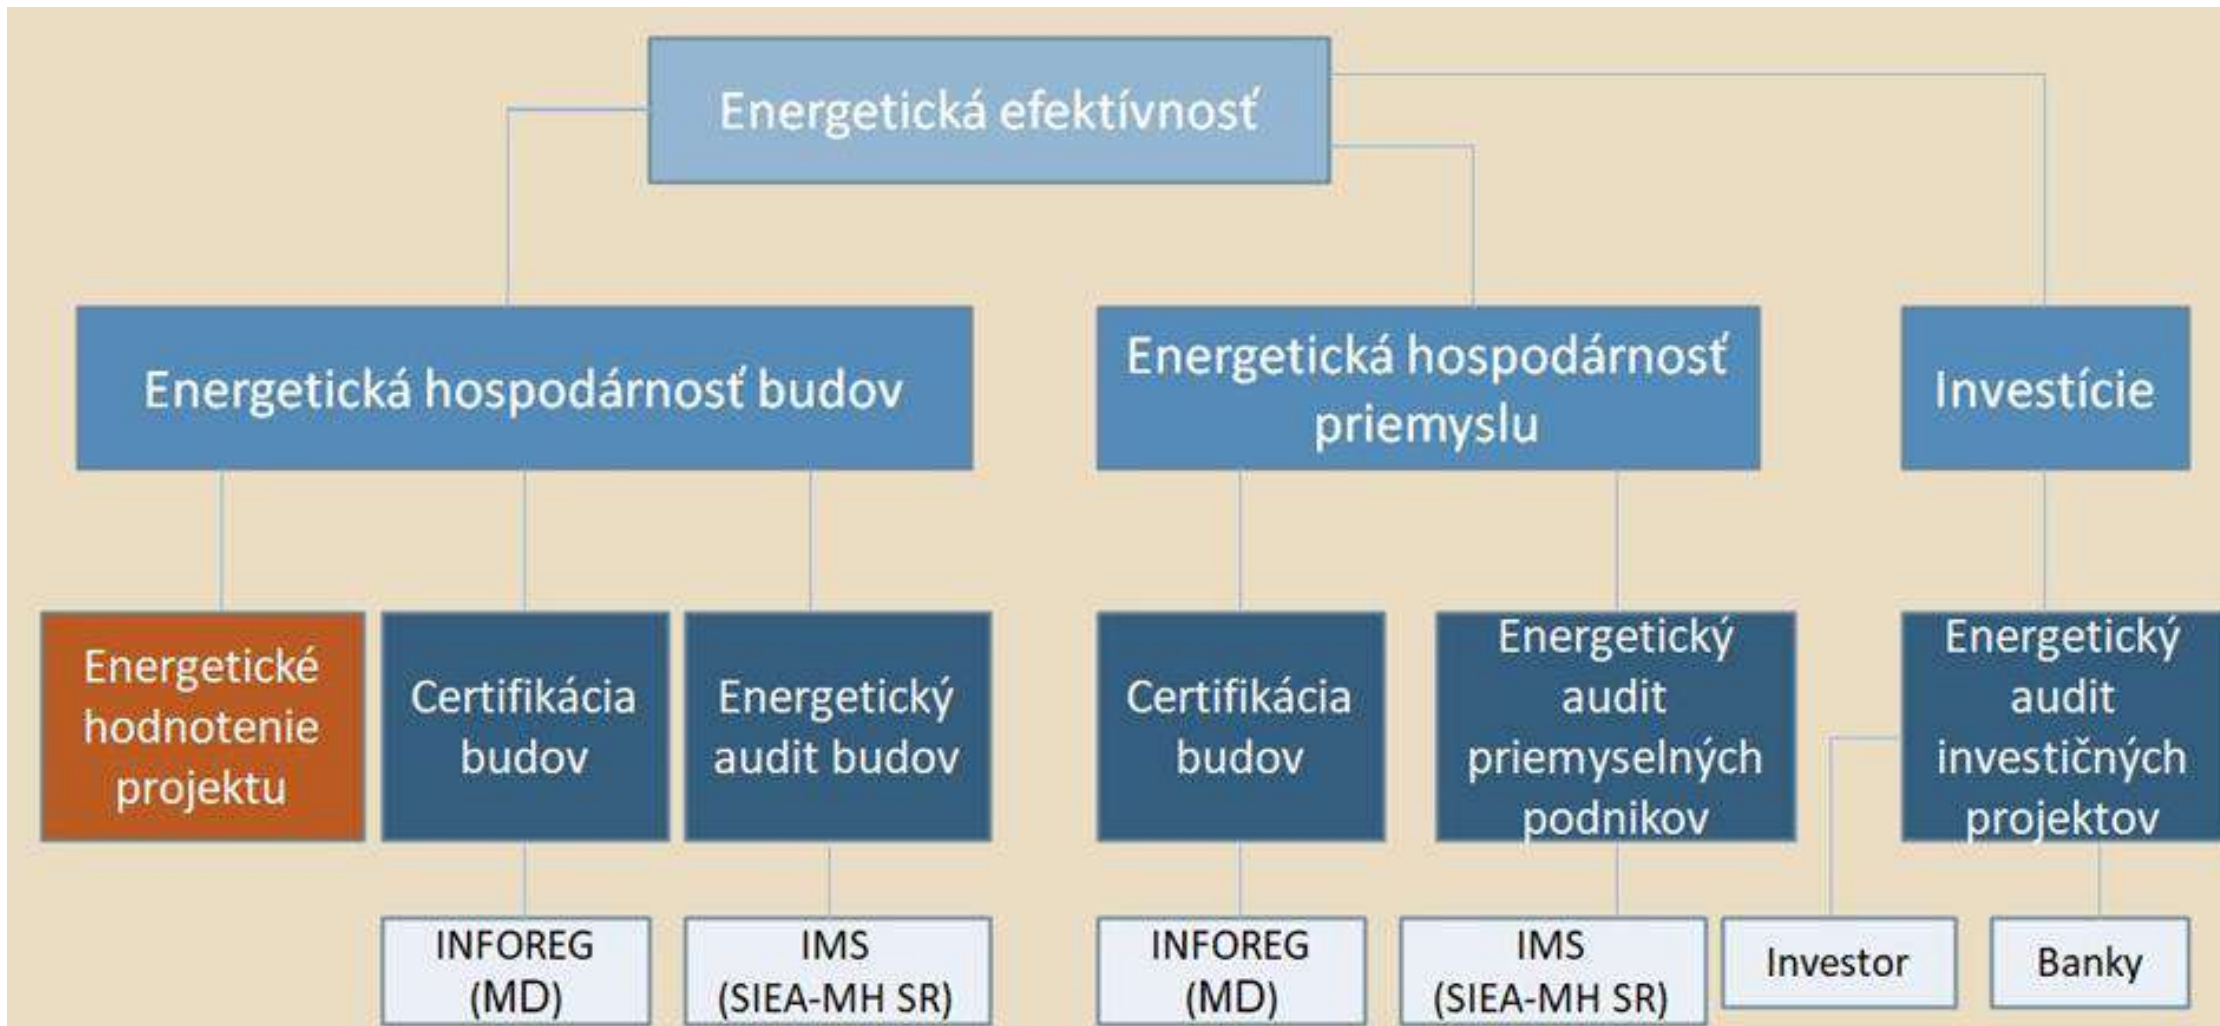 Energetická efektívnosť
Energetická hospodárnosť budov
Energetická hospodárnosť
priemyslu
Investície
Energetické
hodnotenie
projektu
Certifikácia
budov
Energetický
audit budov
Certifikácia
budov
Energetický
audit
priemyselných
podnikov
Energetický
audit
investičných
projektov
INFOREG
(MD)
IMS
(SIEA-MH SR)
INFOREG
(MD)
IMS
(SIEA-MH SR)
Investor
Banky